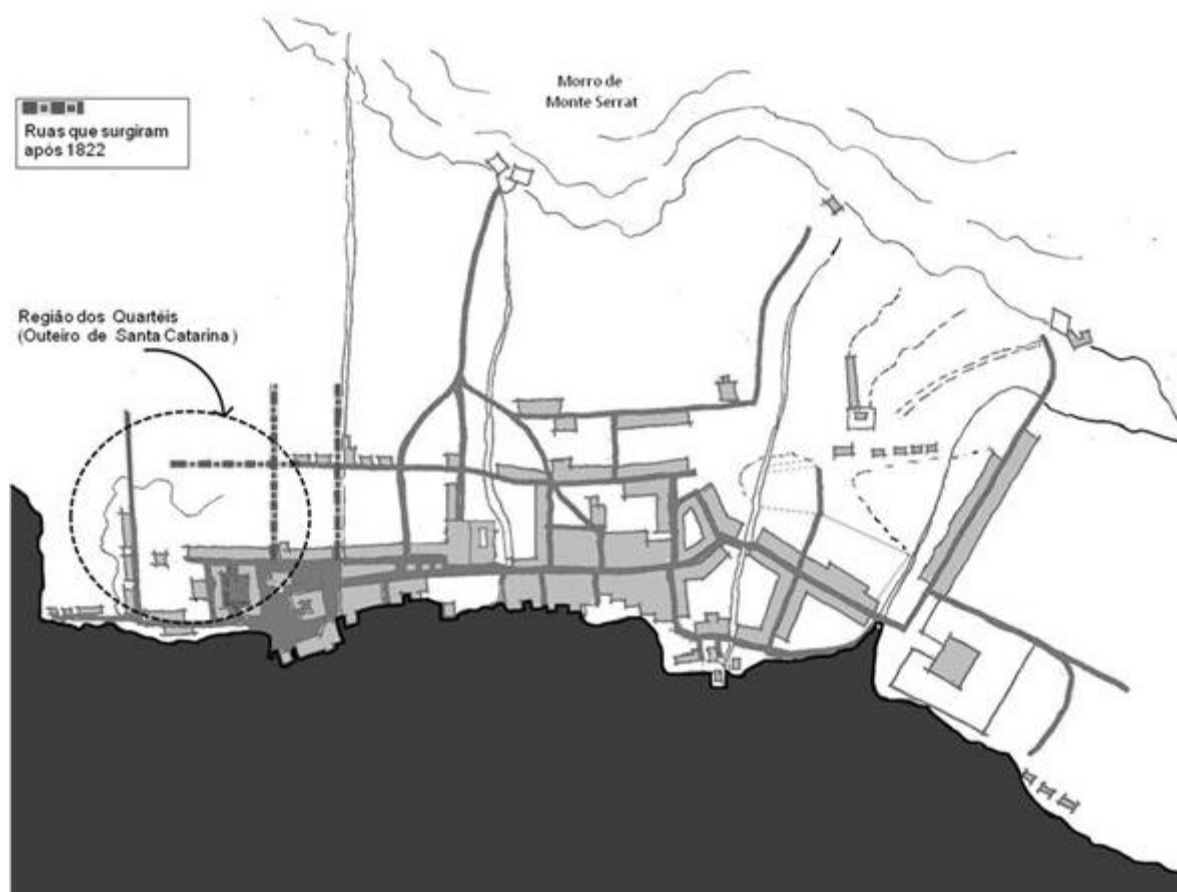 Morro de
Monte Serrat
Ruas que surgiram
após 1822
Região dos Quartéis
(Outeiro de Santa Catarina)